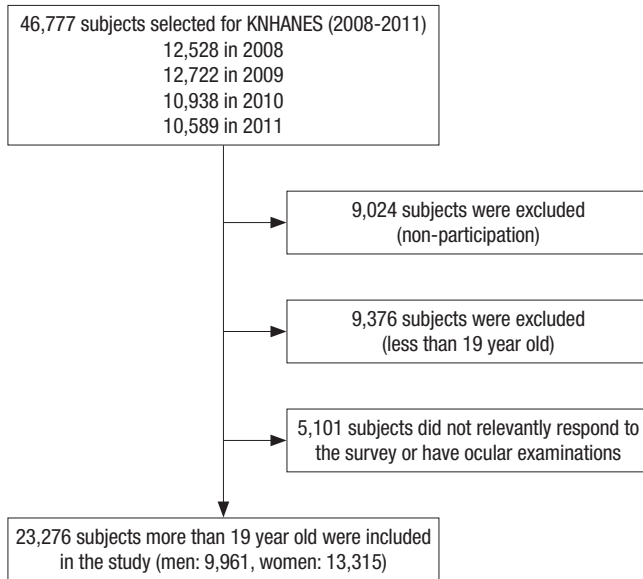 46,777 subjects selected for KNHANES (2008-2011)
12,528 in 2008
12,722 in 2009
10,938 in 2010
10,589 in 2011
9,024 subjects were excluded
(non-participation)
9,376 subjects were excluded
(less than 19 year old)
5,101 subjects did not relevantly respond to
the survey or have ocular examinations
23,276 subjects more than 19 year old were included
in the study (men: 9,961, women: 13,315)